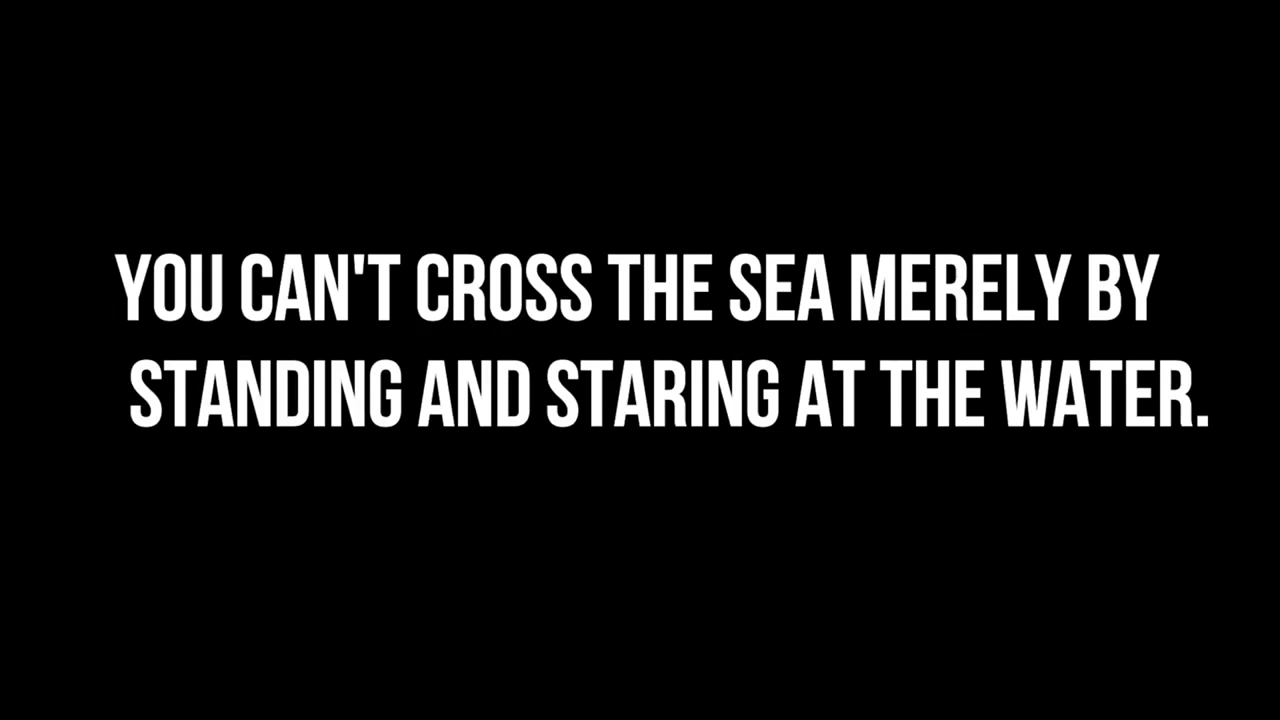 YOU CAN'T CROSS THE SEA MERELY BY
STANDING AND STARING AT THE WATER.